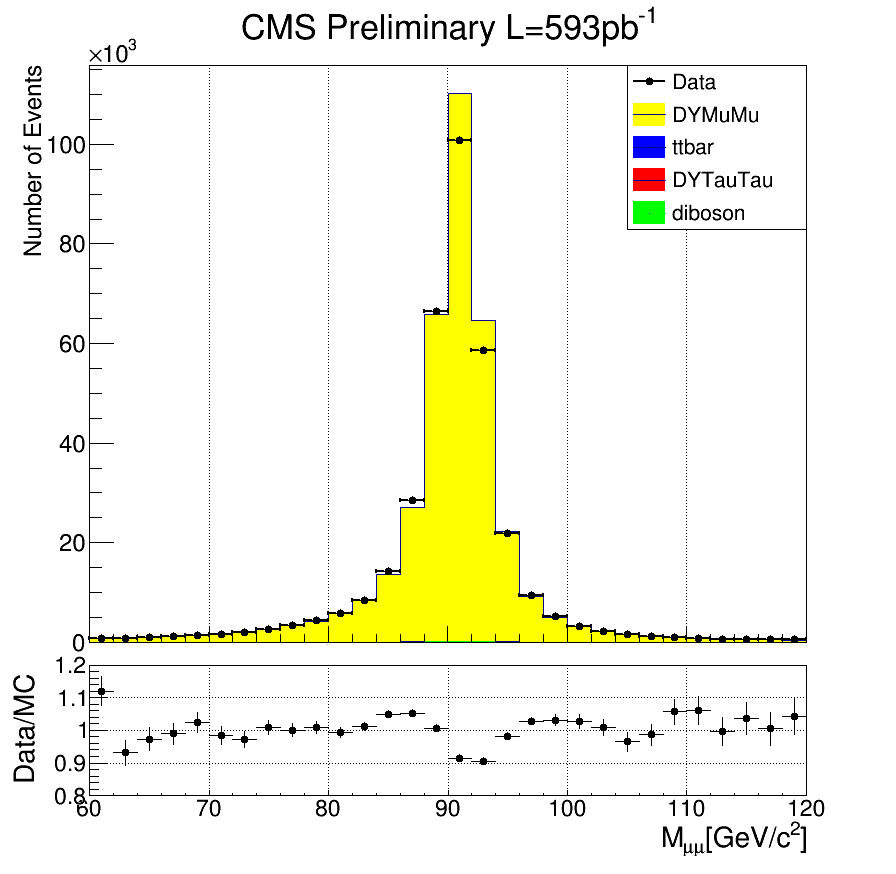 CMS Preliminary L=593pb⁻¹
×10³
Number of Events
100
80
60
40
20
0
Data
DYMuMu
ttbar
DYTauTau
diboson
Data/MC
1.2
1.1
1
0.9
0.8
60 70 80 90 100 110 120
Mμμ[GeV/c²]